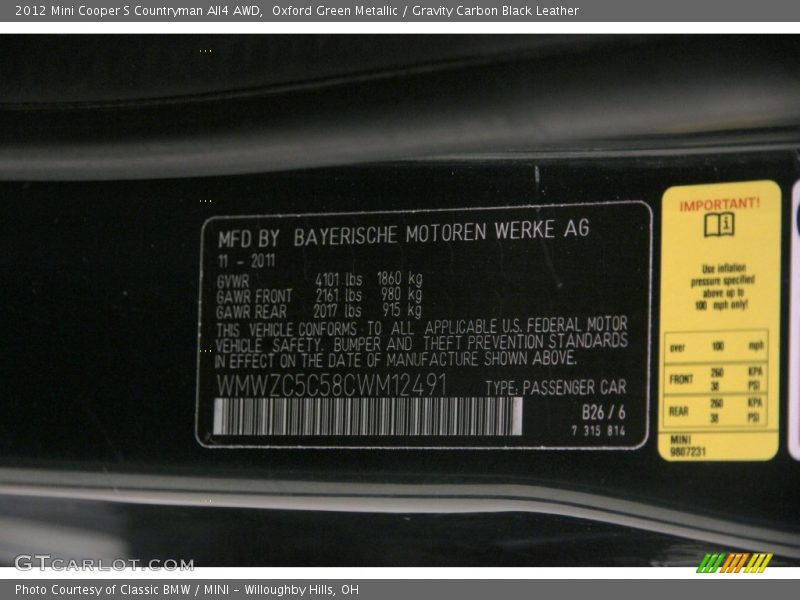 2012 Mini Cooper S Countryman All4 AWD,  Oxford Green Metallic / Gravity Carbon Black Leather
MFD BY BAYERISCHE MOTOREN WERKE AG
11 - 2011
GVWR 4101 lbs 1860 kg
GAWR FRONT 2161 lbs 980 kg
GAWR REAR 2017 lbs 915 kg
THIS VEHICLE CONFORMS TO ALL APPLICABLE U.S. FEDERAL MOTOR
VEHICLE SAFETY, BUMPER AND THEFT PREVENTION STANDARDS
IN EFFECT ON THE DATE OF MANUFACTURE SHOWN ABOVE.
WMWZC5C58CWM12491 TYPE: PASSENGER CAR
B26 / 6
7 315 814
IMPORTANT!
i
Use inflation
pressure specified
above up to
100 mph only!
over 100 mph
FRONT 260 KPA
38 PSI
REAR 260 KPA
38 PSI
MINI
9807231
GTCARLOT.COM
Photo Courtesy of Classic BMW / MINI - Willoughby Hills, OH